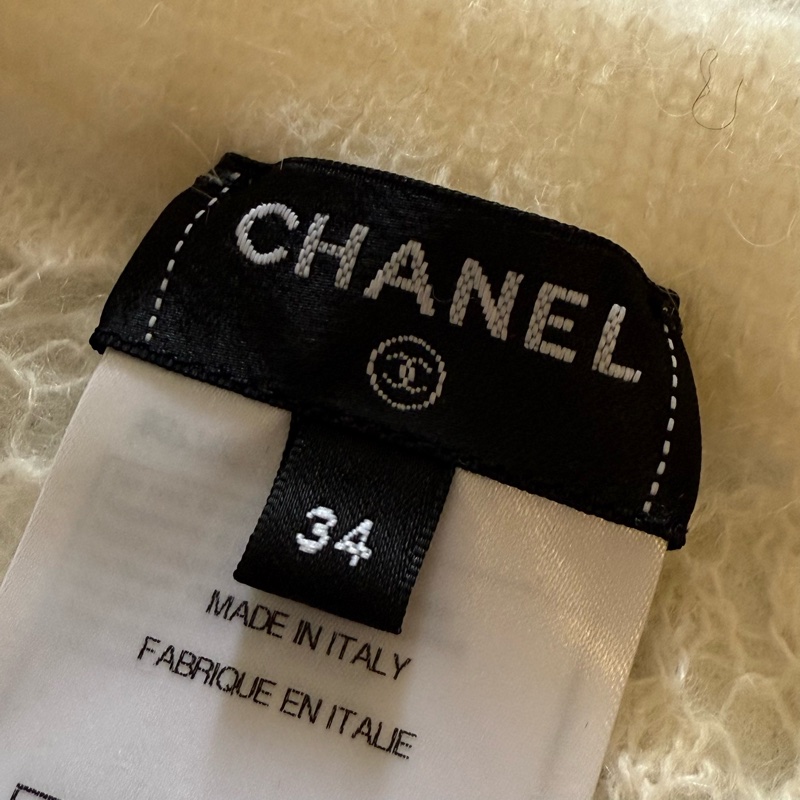 CHANEL
34
MADE IN ITALY
FABRIQUE EN ITALIE